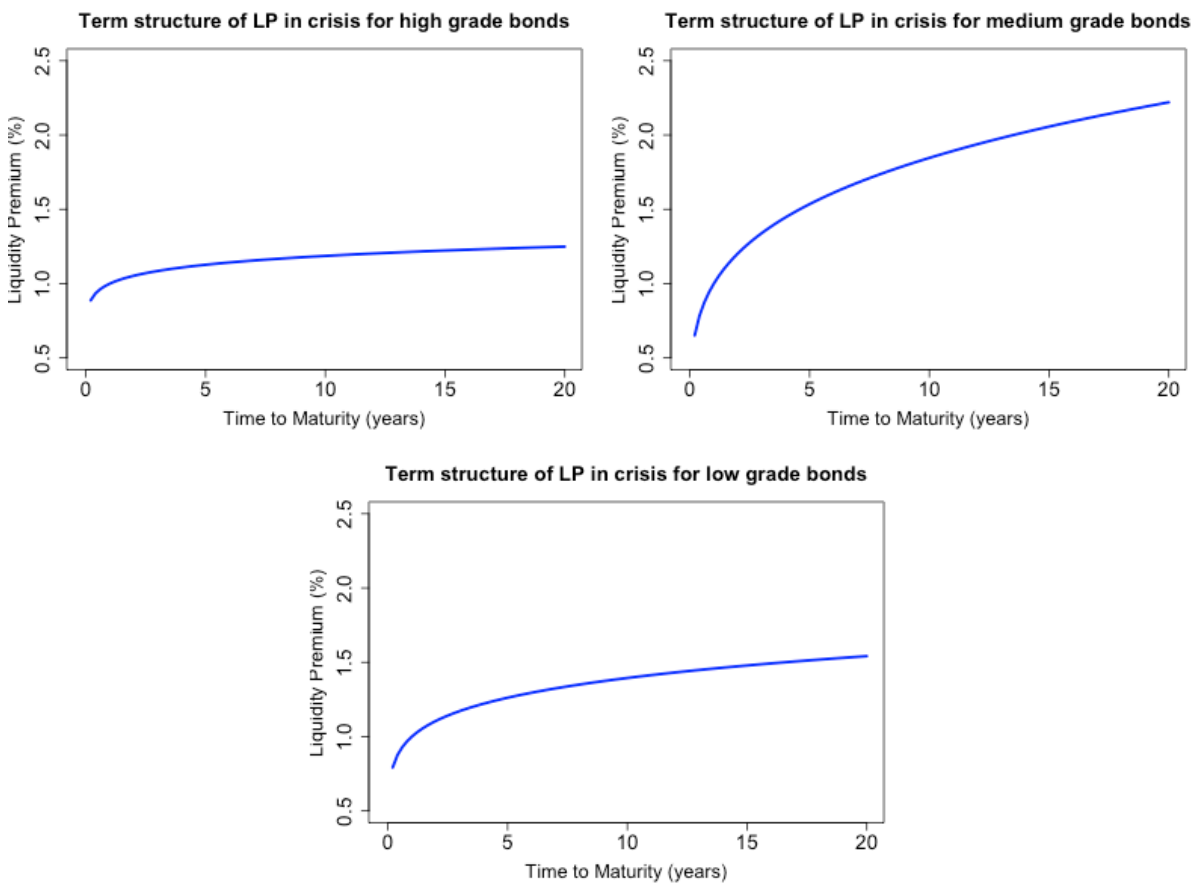 Term structure of LP in crisis for high grade bonds
Liquidity Premium (%)
2.5
2.0
1.5
1.0
0.5
0 5 10 15 20
Time to Maturity (years)
Term structure of LP in crisis for medium grade bonds
Liquidity Premium (%)
2.5
2.0
1.5
1.0
0.5
0 5 10 15 20
Time to Maturity (years)
Term structure of LP in crisis for low grade bonds
Liquidity Premium (%)
2.5
2.0
1.5
1.0
0.5
0 5 10 15 20
Time to Maturity (years)